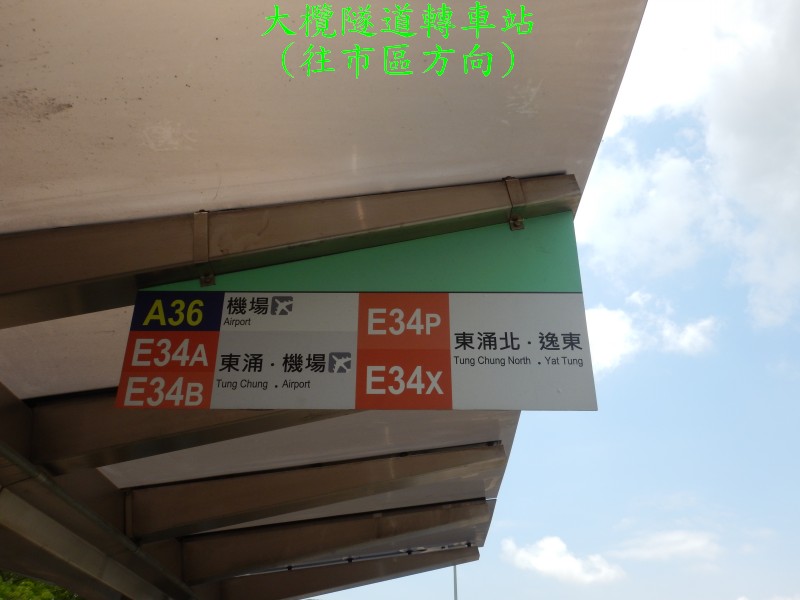 大欖隧道轉車站
(往市區方向)
A36
機場
Airport
E34A
E34B
東涌．機場
Tung Chung . Airport
E34P
E34X
東涌北．逸東
Tung Chung North . Yat Tung